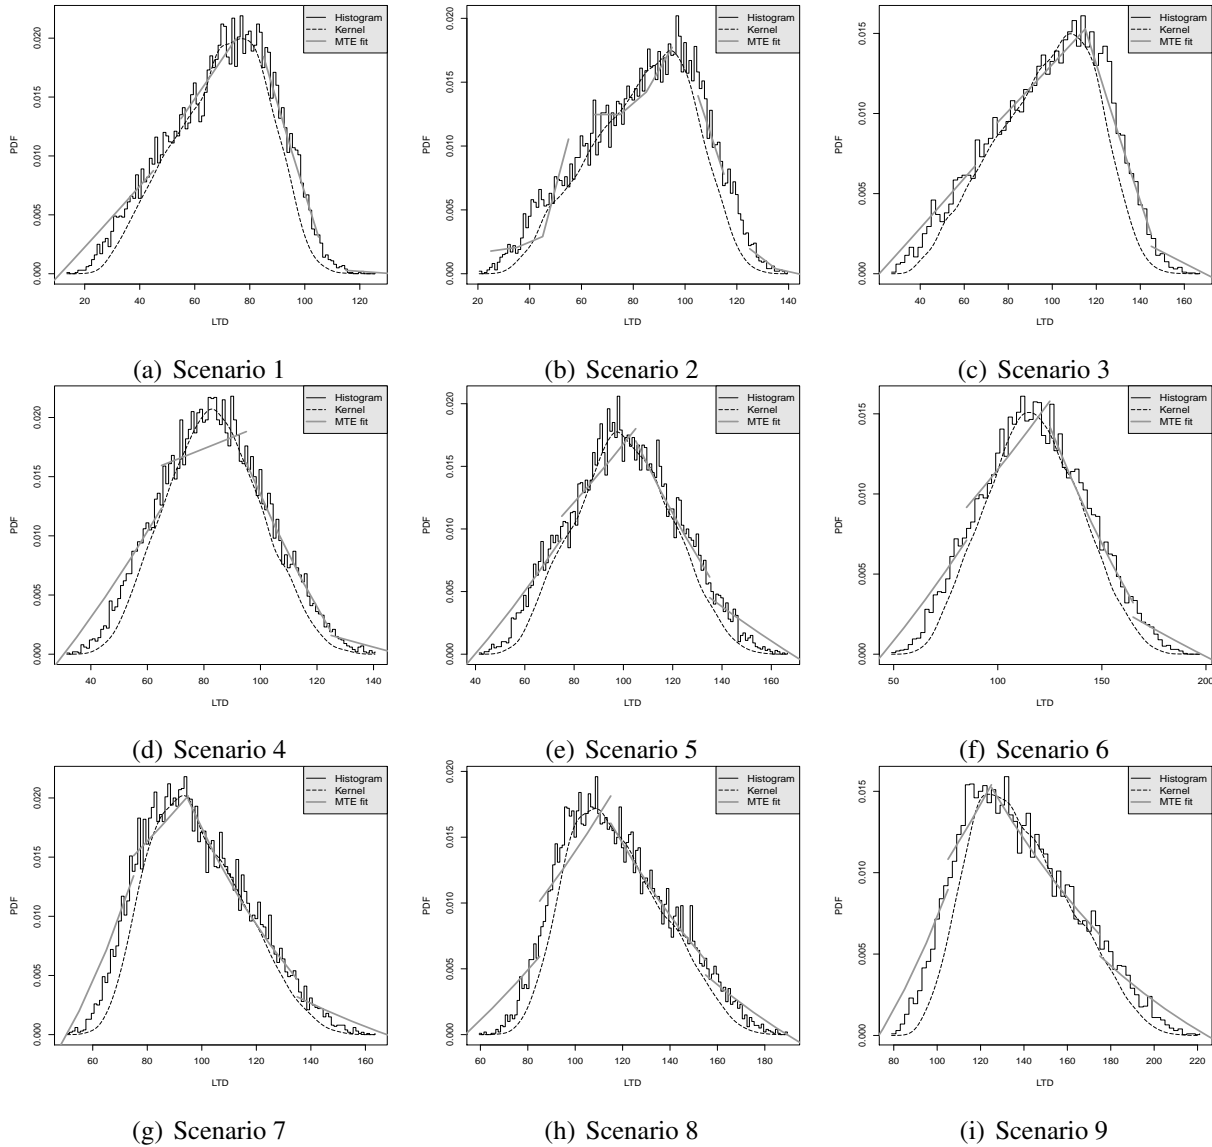 Histogram
Kernel
MTE fit
PDF
0.000 0.005 0.010 0.015 0.020
20 40 60 80 100 120
LTD
(a) Scenario 1
Histogram
Kernel
MTE fit
PDF
0.000 0.005 0.010 0.015 0.020
20 40 60 80 100 120 140
LTD
(b) Scenario 2
Histogram
Kernel
MTE fit
PDF
0.000 0.005 0.010 0.015
40 60 80 100 120 140 160
LTD
(c) Scenario 3
Histogram
Kernel
MTE fit
PDF
0.000 0.005 0.010 0.015 0.020
40 60 80 100 120 140
LTD
(d) Scenario 4
Histogram
Kernel
MTE fit
PDF
0.000 0.005 0.010 0.015 0.020
40 60 80 100 120 140 160
LTD
(e) Scenario 5
Histogram
Kernel
MTE fit
PDF
0.000 0.005 0.010 0.015
50 100 150 200
LTD
(f) Scenario 6
Histogram
Kernel
MTE fit
PDF
0.000 0.005 0.010 0.015 0.020
60 80 100 120 140 160
LTD
(g) Scenario 7
Histogram
Kernel
MTE fit
PDF
0.000 0.005 0.010 0.015 0.020
60 80 100 120 140 160 180
LTD
(h) Scenario 8
Histogram
Kernel
MTE fit
PDF
0.000 0.005 0.010 0.015
80 100 120 140 160 180 200 220
LTD
(i) Scenario 9